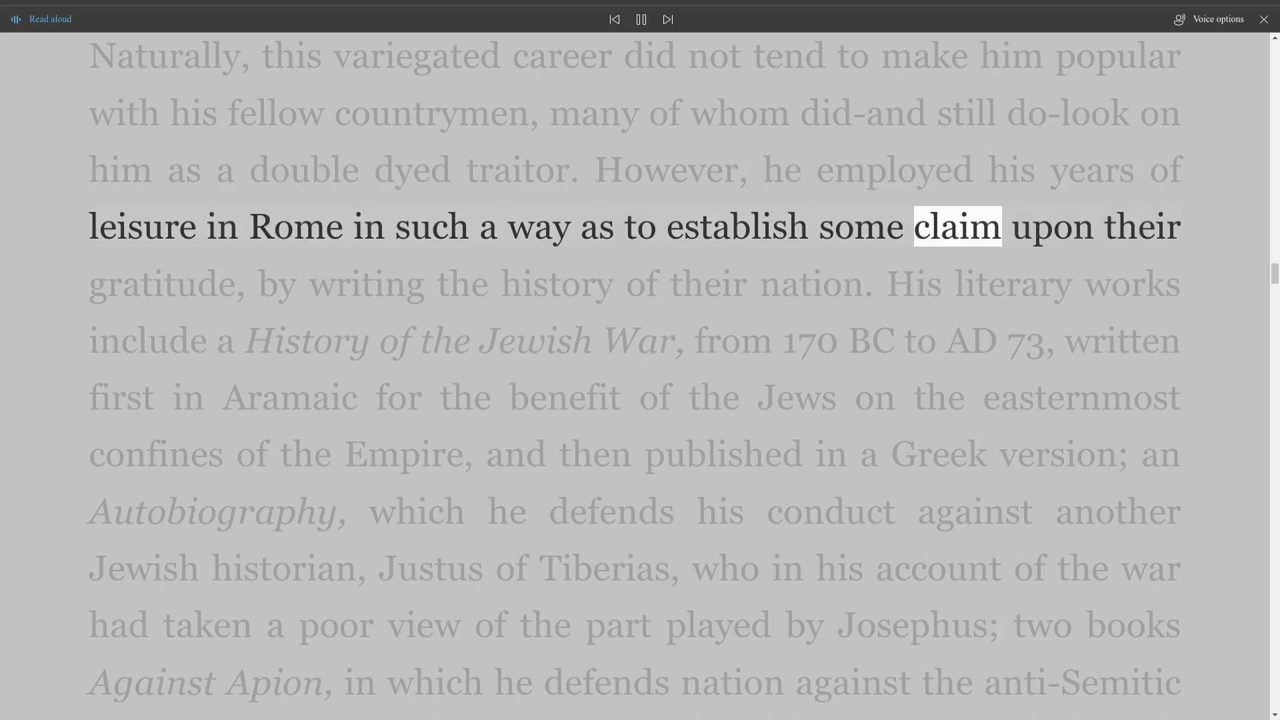 Read aloud
Voice options
Naturally, this variegated career did not tend to make him popular
with his fellow countrymen, many of whom did-and still do-look on
him as a double dyed traitor. However, he employed his years of
leisure in Rome in such a way as to establish some claim upon their
gratitude, by writing the history of their nation. His literary works
include a History of the Jewish War, from 170 BC to AD 73, written
first in Aramaic for the benefit of the Jews on the easternmost
confines of the Empire, and then published in a Greek version; an
Autobiography, which he defends his conduct against another
Jewish historian, Justus of Tiberias, who in his account of the war
had taken a poor view of the part played by Josephus; two books
Against Apion, in which he defends nation against the anti-Semitic